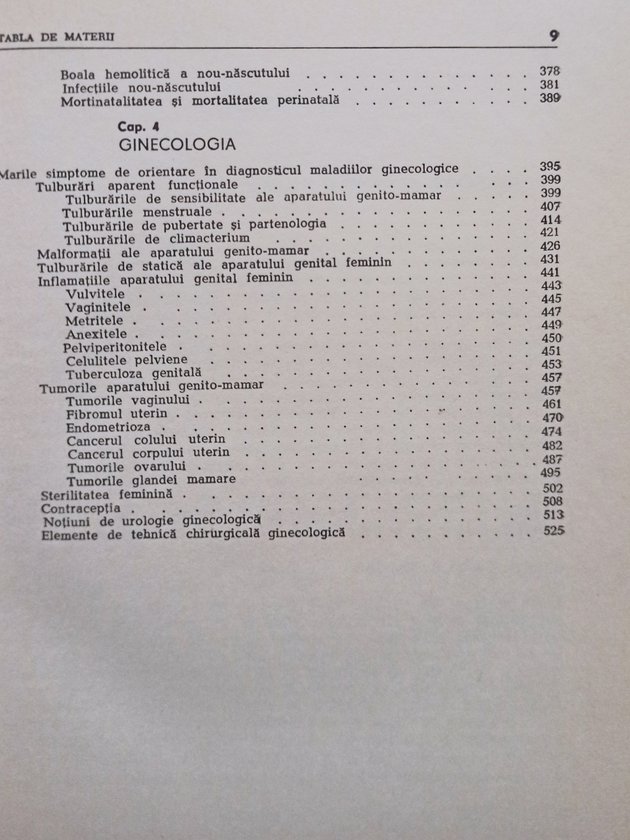 TABLA DE MATERII 9
Boala hemolitică a nou-născutului . . . . . . . . . . . . . 378
Infecțiile nou-născutului . . . . . . . . . . 381
Mortinatalitatea și mortalitatea perinatală . . . . . . . . . . . 389
Cap. 4
GINECOLOGIA
Marile simptome de orientare în diagnosticul maladiilor ginecologice . . . . 395
Tulburări aparent funcționale . . . . . . . . . . . . 399
Tulburările de sensibilitate ale aparatului genito-mamar . . . . . 399
Tulburările menstruale . . . . . . . . . . . . . . . . 407
Tulburările de pubertate și partenologia . . . . . . . . . . 414
Tulburările de climacterium . . . . . . . . . . . . . 421
Malformații ale aparatului genito-mamar . . . . . . . . . . . 426
Tulburările de statică ale aparatului genital feminin . . . . . . . 431
Inflamațiile aparatului genital feminin . . . . . . . . . . . . 441
Vulvitele . . . . . . . . . . . . . . . . . . . . 443
Vaginitele . . . . . . . . . . . . . . . . . . . . 445
Metritele . . . . . . . . . . . . . . . . . . . . 447
Anexitele . . . . . . . . . . . . . . . . . . . . 449
Pelviperitonitele . . . . . . . . . . . . . . . . . . 450
Celulitele pelviene . . . . . . . . . . . . . . . . . 451
Tuberculoza genitală . . . . . . . . . . . . . . . . 453
Tumorile aparatului genito-mamar . . . . . . . . . . . . 457
Tumorile vaginului . . . . . . . . . . . . . . . . . 457
Fibromul uterin . . . . . . . . . . . . . . . . . . 461
Endometrioza . . . . . . . . . . . . . . . . . . . 470
Cancerul colului uterin . . . . . . . . . . . . . . . 474
Cancerul corpului uterin . . . . . . . . . . . . . . . 482
Tumorile ovarului . . . . . . . . . . . . . . . . . 487
Tumorile glandei mamare . . . . . . . . . . 495
Sterilitatea feminină . . . . . . . . . . . . . . . . . . 502
Contracepția . . . . . . . . . . . . . . . . . . . . 508
Noțiuni de urologie ginecologică . . . . . . . . . . . . . 513
Elemente de tehnică chirurgicală ginecologică . . . . . . . . . . 525